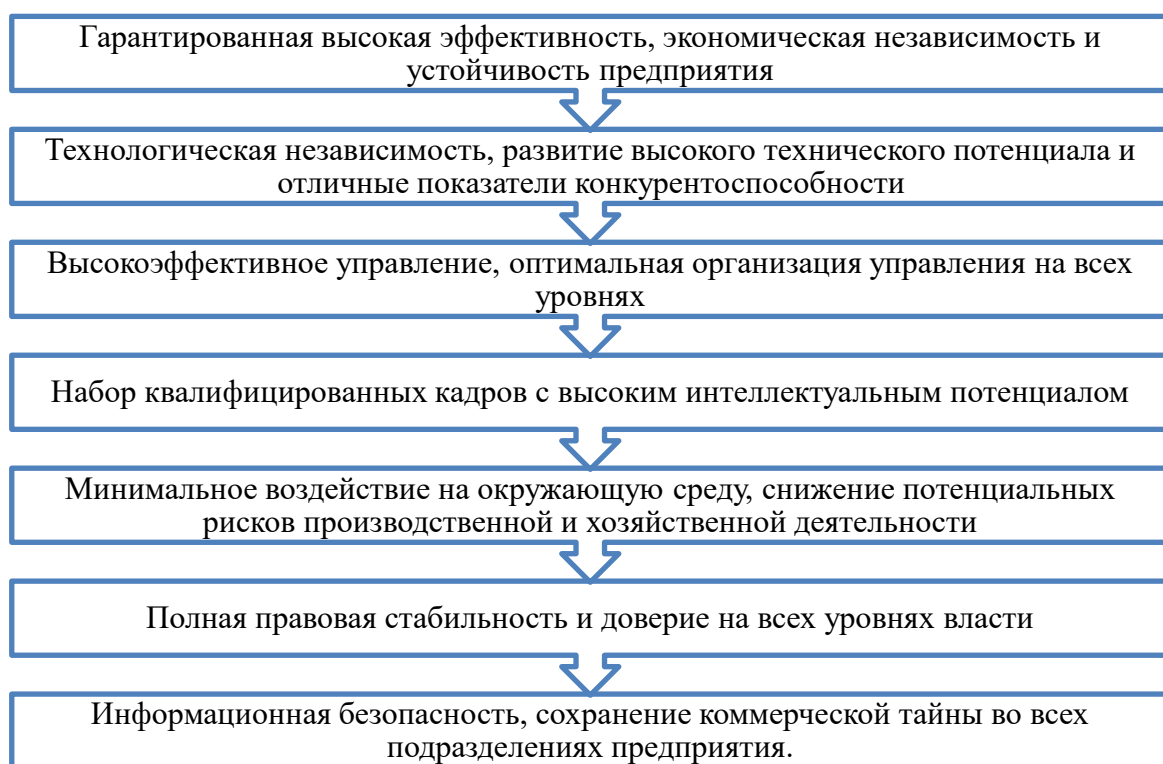 Гарантированная высокая эффективность, экономическая независимость и
устойчивость предприятия
Технологическая независимость, развитие высокого технического потенциала и
отличные показатели конкурентоспособности
Высокоэффективное управление, оптимальная организация управления на всех
уровнях
Набор квалифицированных кадров с высоким интеллектуальным потенциалом
Минимальное воздействие на окружающую среду, снижение потенциальных
рисков производственной и хозяйственной деятельности
Полная правовая стабильность и доверие на всех уровнях власти
Информационная безопасность, сохранение коммерческой тайны во всех
подразделениях предприятия.